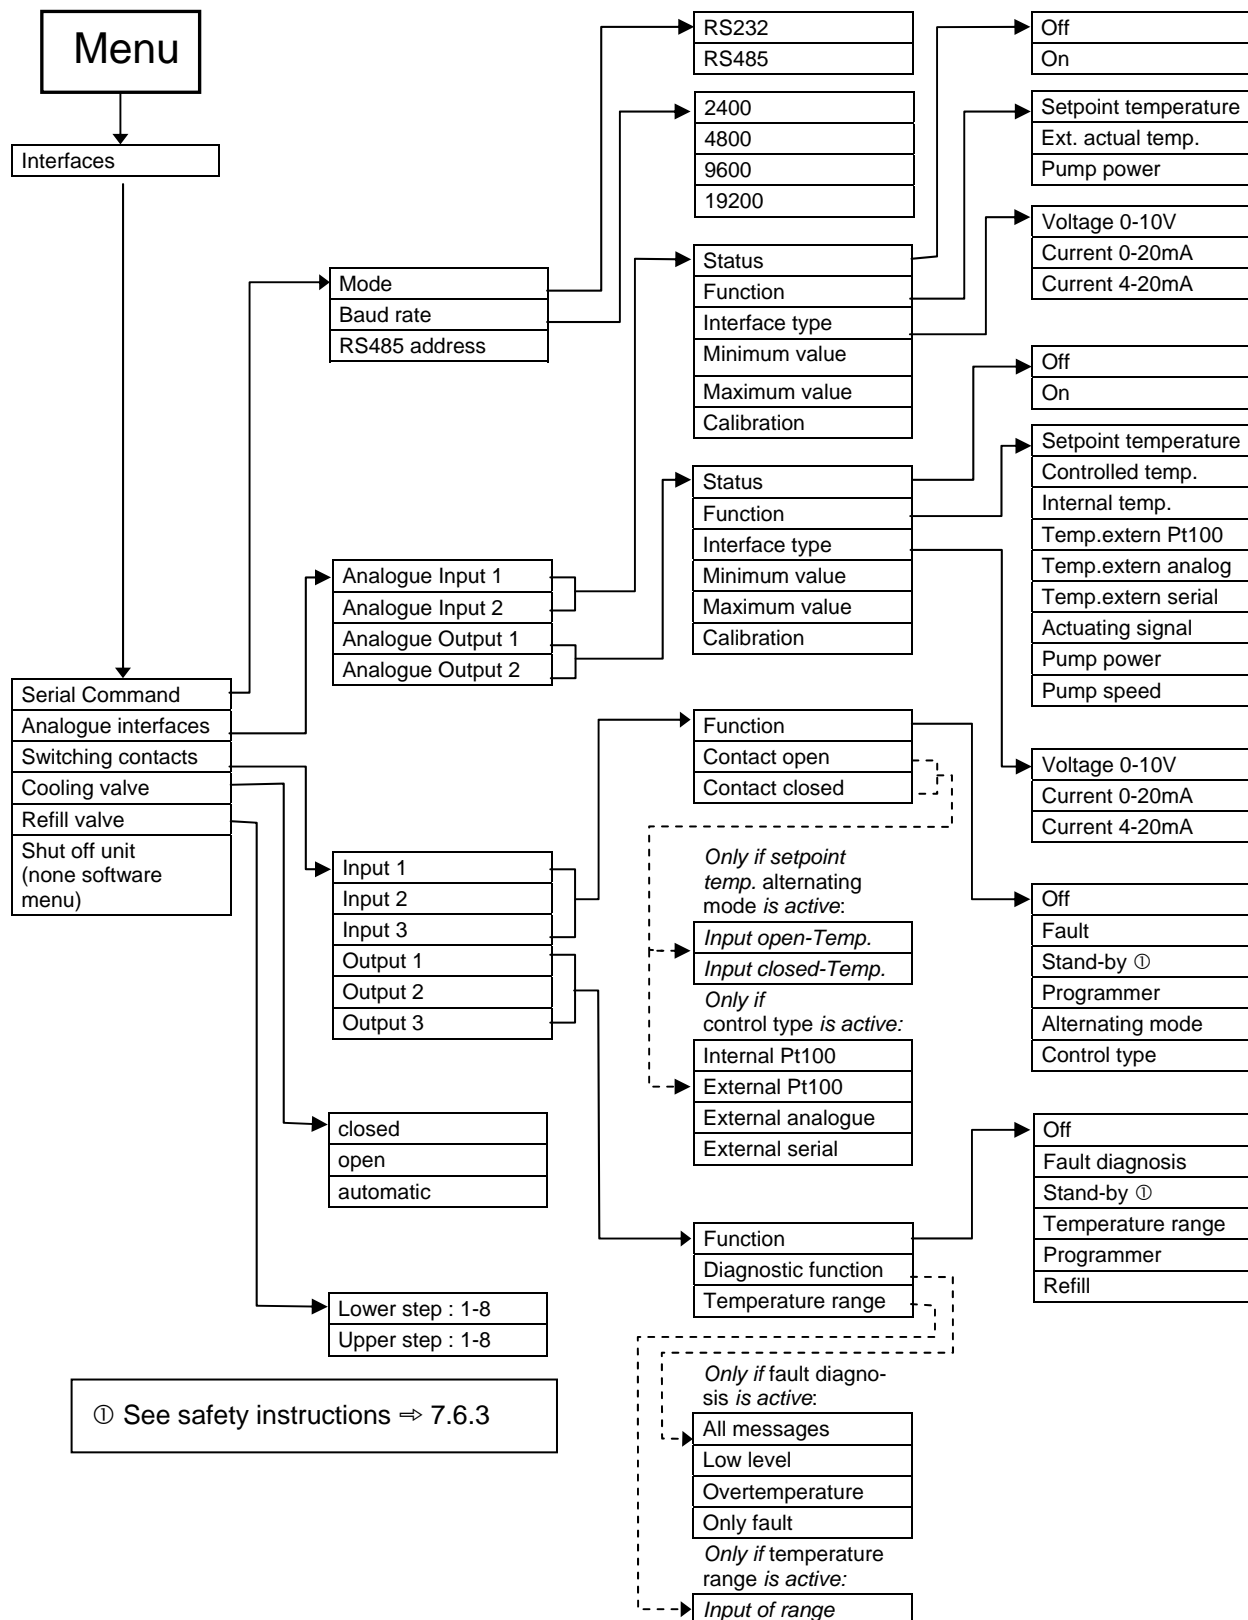 Menu
Interfaces
Serial Command
Analogue interfaces
Switching contacts
Cooling valve
Refill valve
Shut off unit
(none software
menu)
Mode
Baud rate
RS485 address
Analogue Input 1
Analogue Input 2
Analogue Output 1
Analogue Output 2
Input 1
Input 2
Input 3
Output 1
Output 2
Output 3
closed
open
automatic
Lower step : 1-8
Upper step : 1-8
① See safety instructions ⇨ 7.6.3
RS232
RS485
2400
4800
9600
19200
Status
Function
Interface type
Minimum value
Maximum value
Calibration
Status
Function
Interface type
Minimum value
Maximum value
Calibration
Function
Contact open
Contact closed
Only if setpoint
temp. alternating
mode is active:
Input open-Temp.
Input closed-Temp.
Only if
control type is active:
Internal Pt100
External Pt100
External analogue
External serial
Function
Diagnostic function
Temperature range
Only if fault diagno-
sis is active:
All messages
Low level
Overtemperature
Only fault
Only if temperature
range is active:
Input of range
Off
On
Setpoint temperature
Ext. actual temp.
Pump power
Voltage 0-10V
Current 0-20mA
Current 4-20mA
Off
On
Setpoint temperature
Controlled temp.
Internal temp.
Temp.extern Pt100
Temp.extern analog
Temp.extern serial
Actuating signal
Pump power
Pump speed
Voltage 0-10V
Current 0-20mA
Current 4-20mA
Off
Fault
Stand-by ①
Programmer
Alternating mode
Control type
Off
Fault diagnosis
Stand-by ①
Temperature range
Programmer
Refill